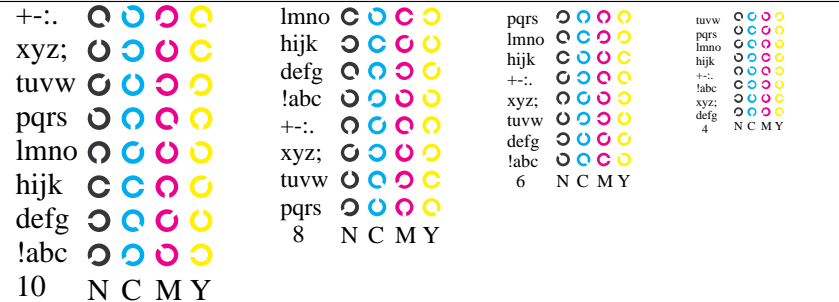 +-:.
xyz;
tuvw
pqrs
lmno
hijk
defg
!abc
10 N C M Y
lmno
hijk
defg
!abc
+-:.
xyz;
tuvw
pqrs
8 N C M Y
pqrs
lmno
hijk
+-:.
xyz;
tuvw
defg
!abc
6 N C M Y
tuvw
pqrs
lmno
hijk
+-:.
!abc
xyz;
defg
4 N C M Y